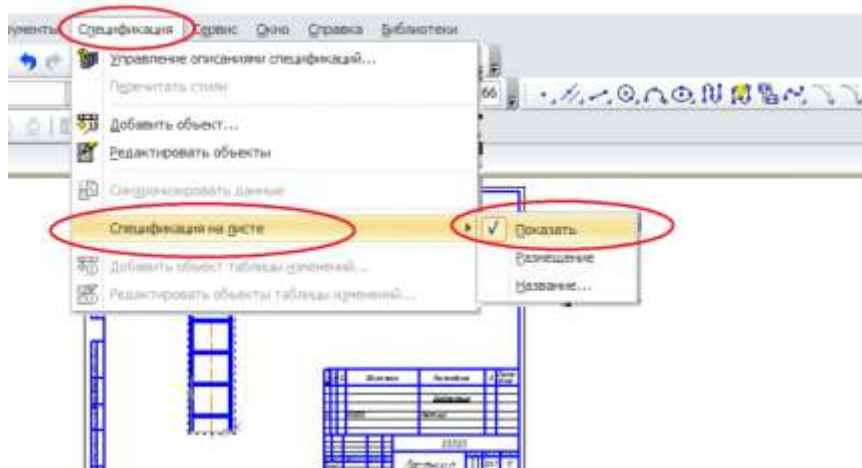 Спецификация Сервис Окно Справка Библиотеки
Управление описаниями спецификаций...
Перечитать стили
66
Добавить объект...
Редактировать объекты
Синхронизировать данные
Спецификация на листе
Показать
Добавить объект таблицы изменений...
Размещение
Редактировать объекты таблицы изменений...
Название...